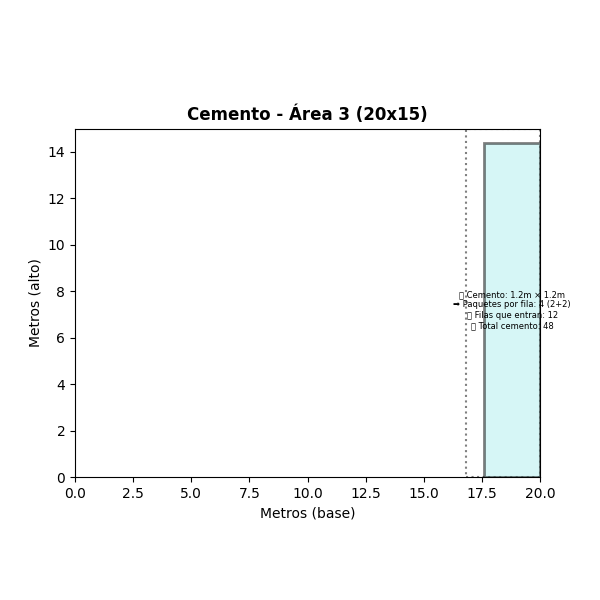 Cemento - Área 3 (20x15)
Metros (alto)
14
12
10
8
6
4
2
0
Cemento: 1.2m × 1.2m
➡ Paquetes por fila: 4 (2+2)
Filas que entran: 12
Total cemento: 48
0.0 2.5 5.0 7.5 10.0 12.5 15.0 17.5 20.0
Metros (base)